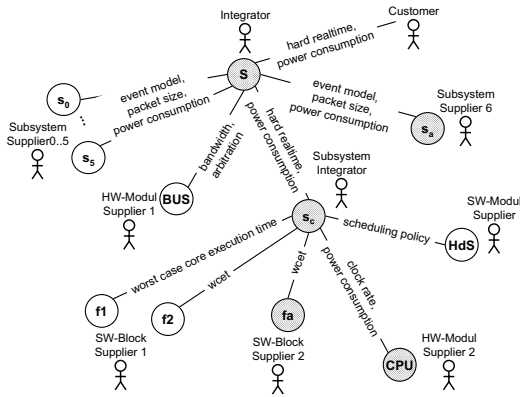 Integrator
Customer
hard realtime,
power consumption
S
s0
⋮
s5
event model,
packet size,
power consumption
event model,
packet size,
power consumption
Subsystem
Supplier 6
sa
Subsystem
Supplier0..5
bandwidth,
arbitration
hard realtime,
power consumption
Subsystem
Integrator
HW-Modul
Supplier 1
BUS
sc
SW-Modul
Supplier
scheduling policy
HdS
worst case core execution time
wcet
wcet
clock rate,
power consumption
f1
f2
fa
SW-Block
Supplier 1
SW-Block
Supplier 2
CPU
HW-Modul
Supplier 2